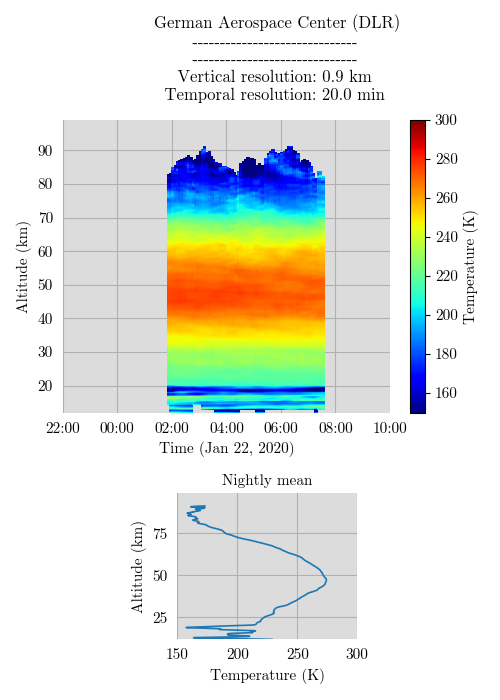 German Aerospace Center (DLR)
------------------------------
------------------------------
Vertical resolution: 0.9 km
Temporal resolution: 20.0 min
90
80
70
60
50
40
30
20
Altitude (km)
22:00 00:00 02:00 04:00 06:00 08:00 10:00
Time (Jan 22, 2020)
300
280
260
240
220
200
180
160
Temperature (K)
Nightly mean
75
50
25
Altitude (km)
150 200 250 300
Temperature (K)